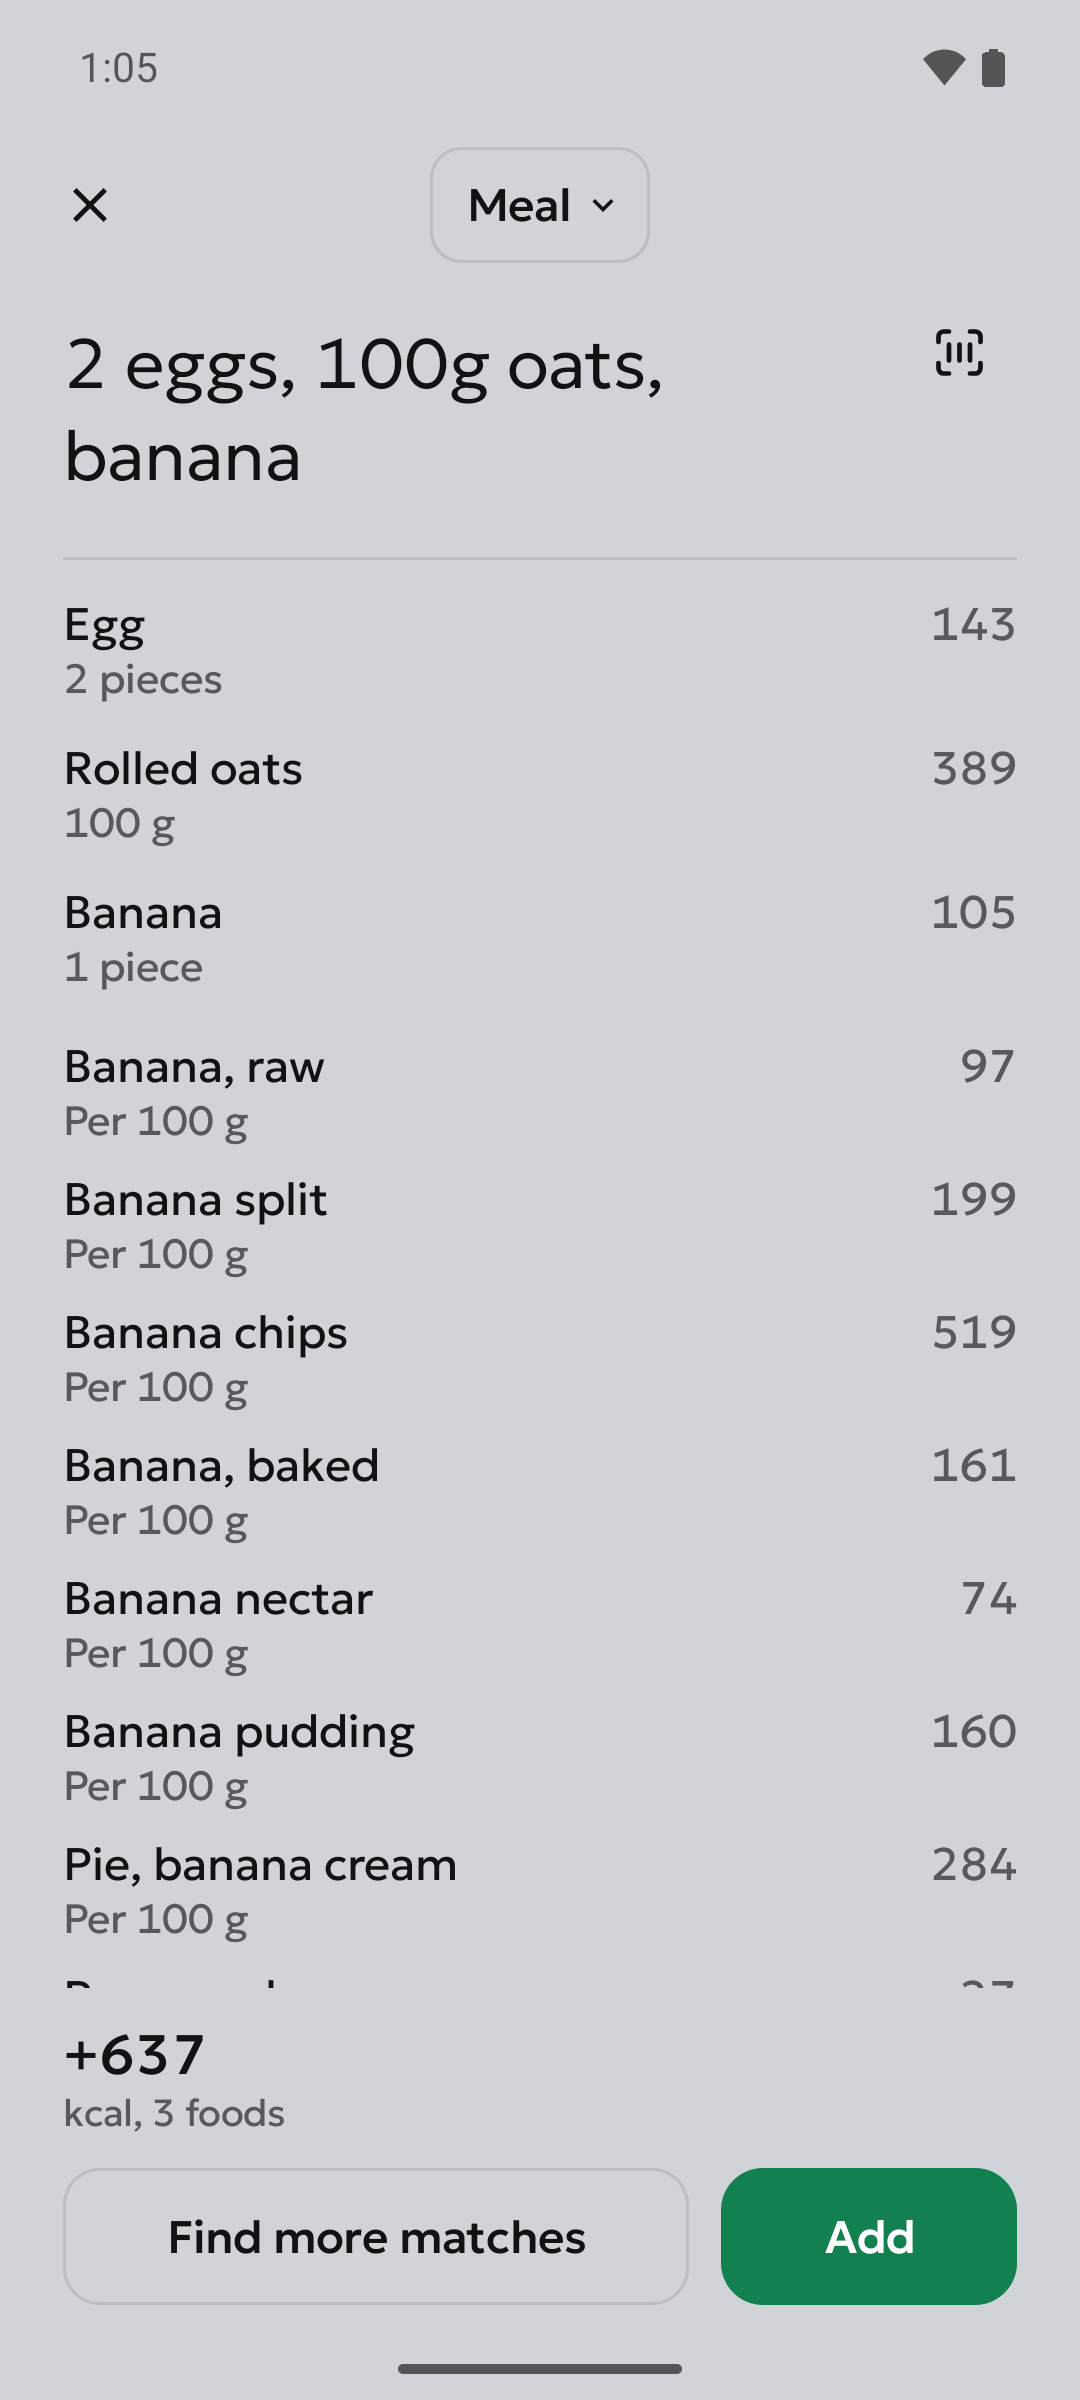 1:05
Meal
2 eggs, 100g oats,
banana
Egg 143
2 pieces
Rolled oats 389
100 g
Banana 105
1 piece
Banana, raw 97
Per 100 g
Banana split 199
Per 100 g
Banana chips 519
Per 100 g
Banana, baked 161
Per 100 g
Banana nectar 74
Per 100 g
Banana pudding 160
Per 100 g
Pie, banana cream 284
Per 100 g
+637
kcal, 3 foods
Find more matches
Add